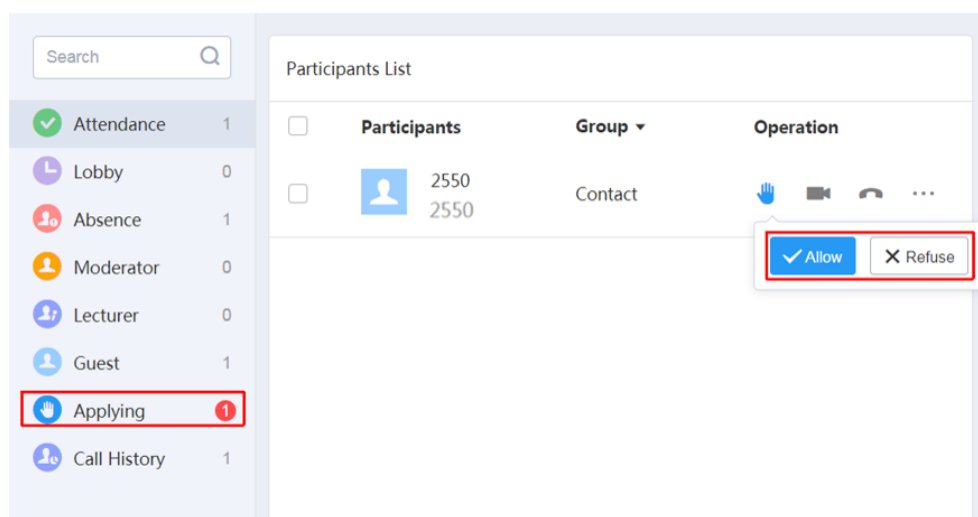 Search
Attendance 1
Lobby 0
Absence 1
Moderator 0
Lecturer 0
Guest 1
Applying 1
Call History 1
Participants List
Participants Group Operation
2550
2550
Contact
Allow Refuse